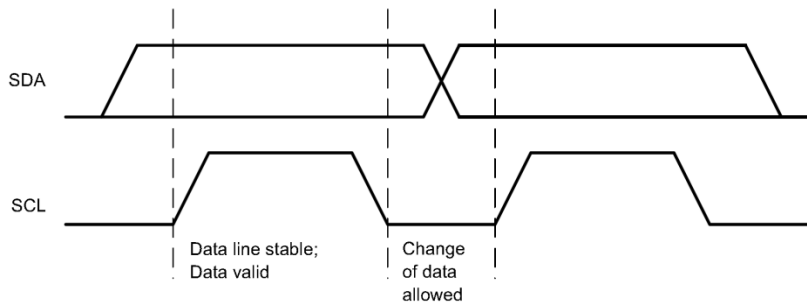 SDA
SCL
Data line stable;
Data valid
Change
of data
allowed